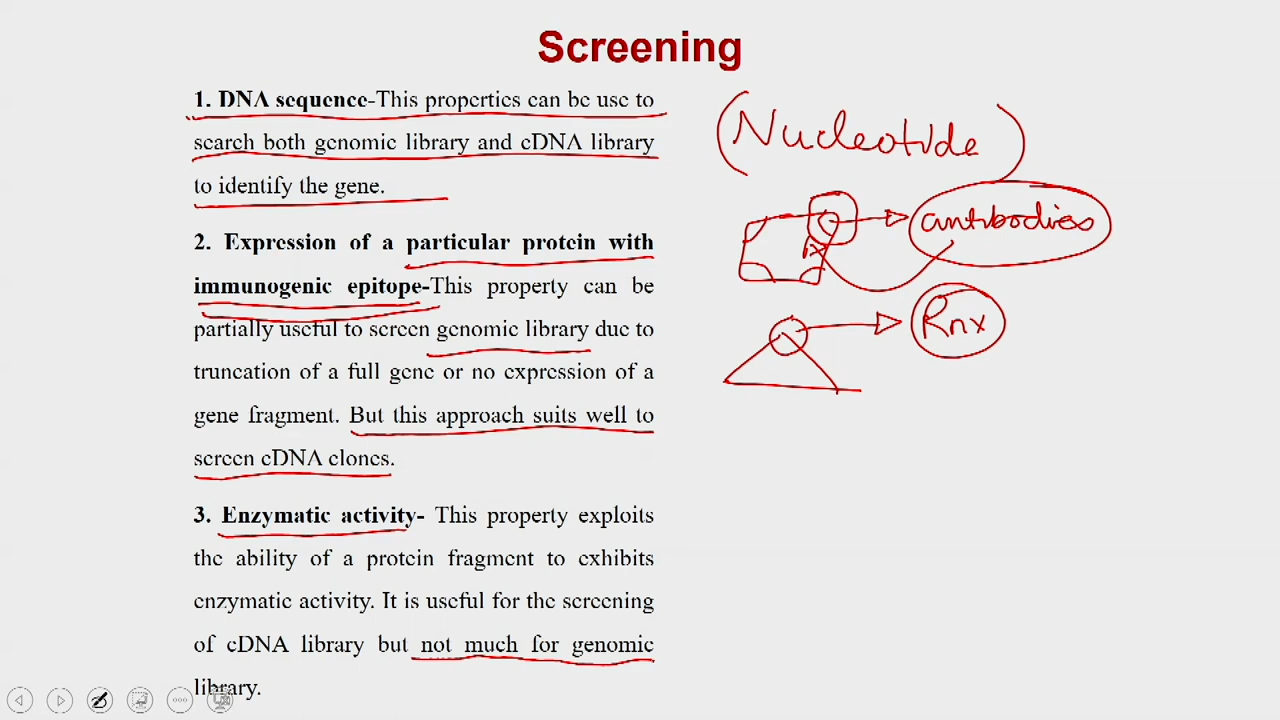 Screening
1. DNA sequence-This properties can be use to
search both genomic library and cDNA library
to identify the gene.
2. Expression of a particular protein with
immunogenic epitope-This property can be
partially useful to screen genomic library due to
truncation of a full gene or no expression of a
gene fragment. But this approach suits well to
screen cDNA clones.
3. Enzymatic activity- This property exploits
the ability of a protein fragment to exhibits
enzymatic activity. It is useful for the screening
of cDNA library but not much for genomic
library.
(Nucleotide)
antibodies
Rnx